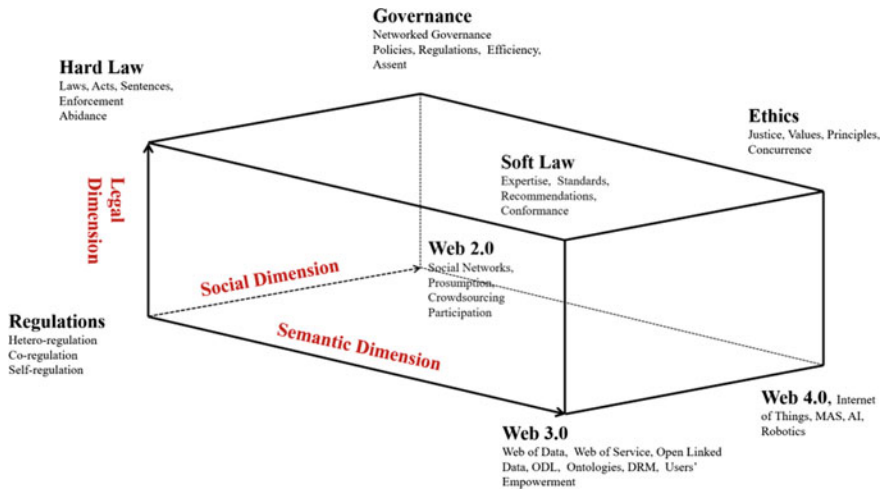 Governance
Networked Governance
Policies, Regulations, Efficiency,
Assent
Hard Law
Laws, Acts, Sentences,
Enforcement
Abidance
Ethics
Justice, Values, Principles,
Concurrence
Soft Law
Expertise, Standards,
Recommendations,
Conformance
Legal
Dimension
Social Dimension
Web 2.0
Social Networks,
Prosumption,
Crowdsourcing
Participation
Regulations
Hetero-regulation
Co-regulation
Self-regulation
Semantic Dimension
Web 4.0, Internet
of Things, MAS, AI,
Robotics
Web 3.0
Web of Data, Web of Service, Open Linked
Data, ODL, Ontologies, DRM, Users'
Empowerment